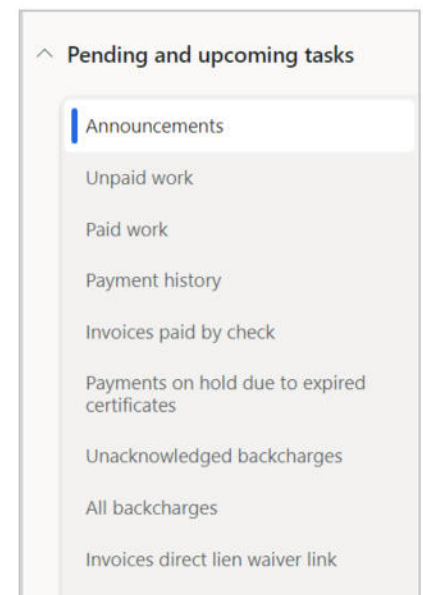 Pending and upcoming tasks
Announcements
Unpaid work
Paid work
Payment history
Invoices paid by check
Payments on hold due to expired
certificates
Unacknowledged backcharges
All backcharges
Invoices direct lien waiver link